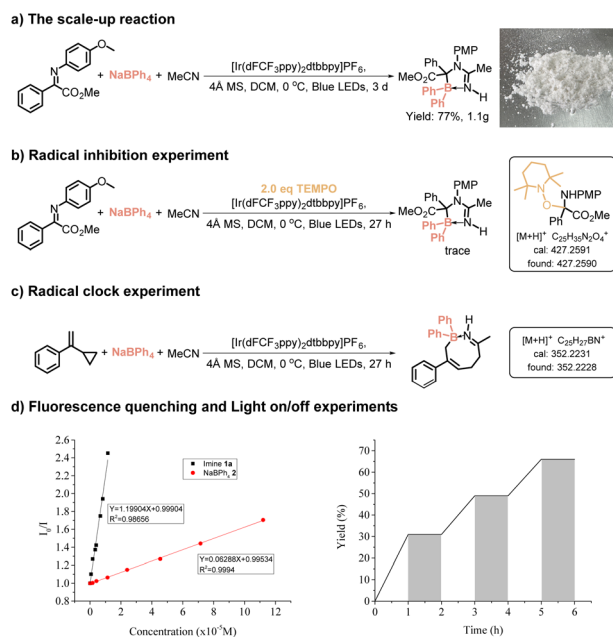 a) The scale-up reaction
O
N
CO2Me
+ NaBPh4 + MeCN
[Ir(dFCF3ppy)2dtbbpy]PF6,
4Å MS, DCM, 0 °C, Blue LEDs, 3 d
Ph PMP
N
MeO2C
Me
Ph
B
N
Ph
H
Yield: 77%, 1.1g
b) Radical inhibition experiment
O
N
CO2Me
+ NaBPh4 + MeCN
2.0 eq TEMPO
[Ir(dFCF3ppy)2dtbbpy]PF6,
4Å MS, DCM, 0 °C, Blue LEDs, 27 h
Ph PMP
N
MeO2C
Me
Ph
B
N
Ph
H
trace
N
O
NHPMP
Ph
CO2Me
[M+H]+ C25H35N2O4+
cal: 427.2591
found: 427.2590
c) Radical clock experiment
+ NaBPh4 + MeCN
[Ir(dFCF3ppy)2dtbbpy]PF6,
4Å MS, DCM, 0 °C, Blue LEDs, 27 h
Ph
Ph
B
N
H
[M+H]+ C25H27BN+
cal: 352.2231
found: 352.2228
d) Fluorescence quenching and Light on/off experiments
I0/I
2.6
2.4
2.2
2.0
1.8
1.6
1.4
1.2
1.0
0.8
Imine 1a
NaBPh4 2
Y=1.19904X+0.99904
R2=0.98656
Y=0.06288X+0.99534
R2=0.9994
0 2 4 6 8 10 12
Concentration (x10-5M)
Yield (%)
70
60
50
40
30
20
10
0
0 1 2 3 4 5 6
Time (h)